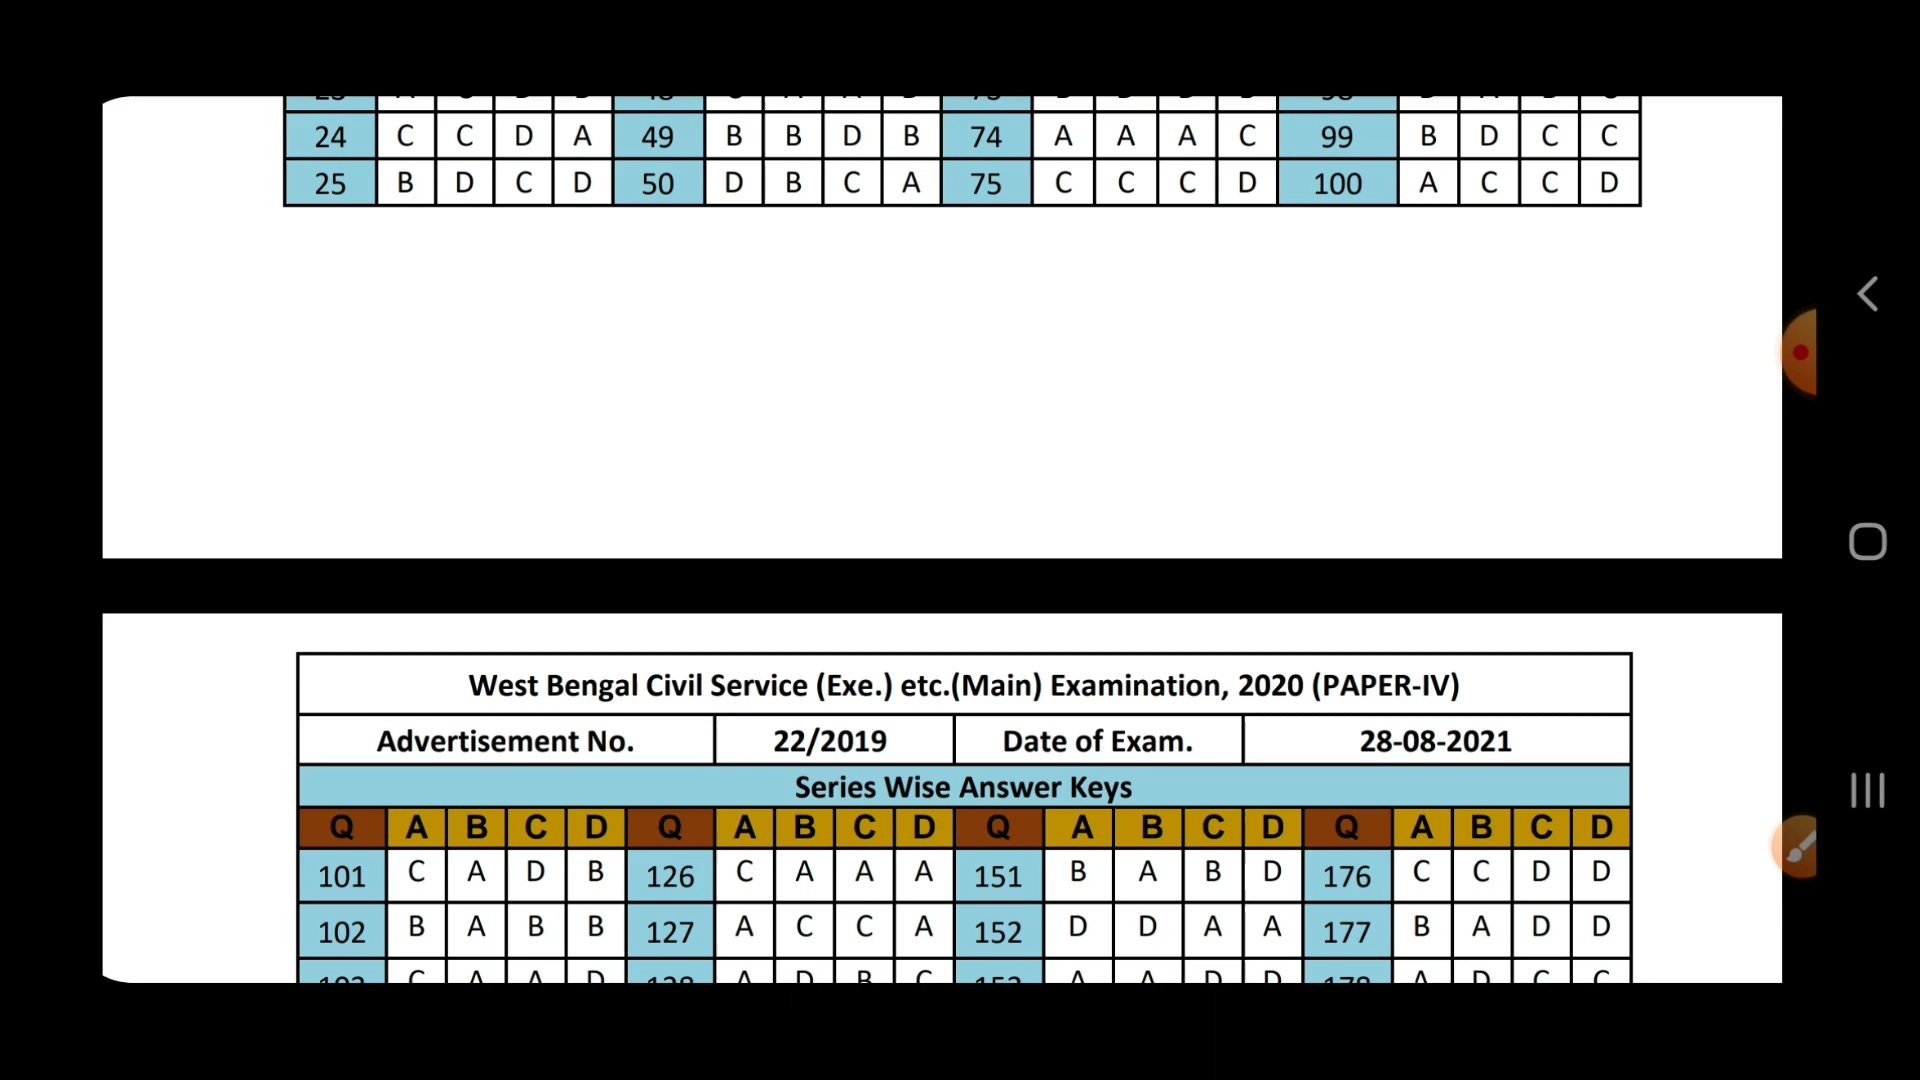 24 C C D A 49 B B D B 74 A A A C 99 B D C C
25 B D C D 50 D B C A 75 C C C D 100 A C C D
West Bengal Civil Service (Exe.) etc.(Main) Examination, 2020 (PAPER-IV)
Advertisement No. 22/2019 Date of Exam. 28-08-2021
Series Wise Answer Keys
Q A B C D Q A B C D Q A B C D Q A B C D
101 C A D B 126 C A A A 151 B A B D 176 C C D D
102 B A B B 127 A C C A 152 D D A A 177 B A D D